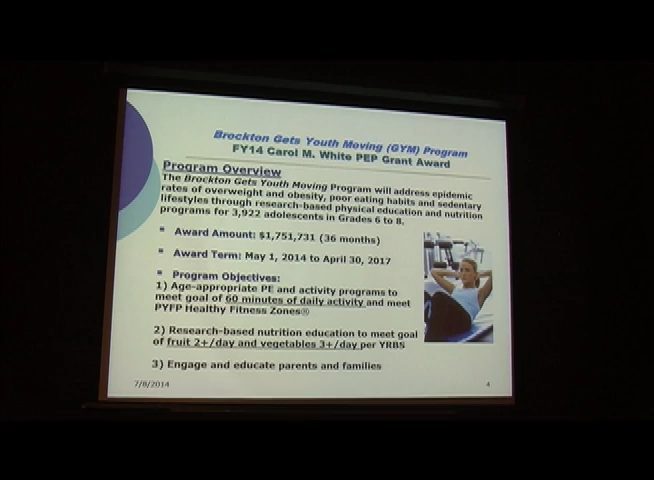 Brockton Gets Youth Moving (GYM) Program
FY14 Carol M. White PEP Grant Award
Program Overview
The Brockton Gets Youth Moving Program will address epidemic
rates of overweight and obesity, poor eating habits and sedentary
lifestyles through research-based physical education and nutrition
programs for 3,922 adolescents in Grades 6 to 8.
Award Amount: $1,751,731 (36 months)
Award Term: May 1, 2014 to April 30, 2017
Program Objectives:
1) Age-appropriate PE and activity programs to
meet goal of 60 minutes of daily activity and meet
PYFP Healthy Fitness Zones®
2) Research-based nutrition education to meet goal
of fruit 2+/day and vegetables 3+/day per YRBS
3) Engage and educate parents and families
7/8/2014
4